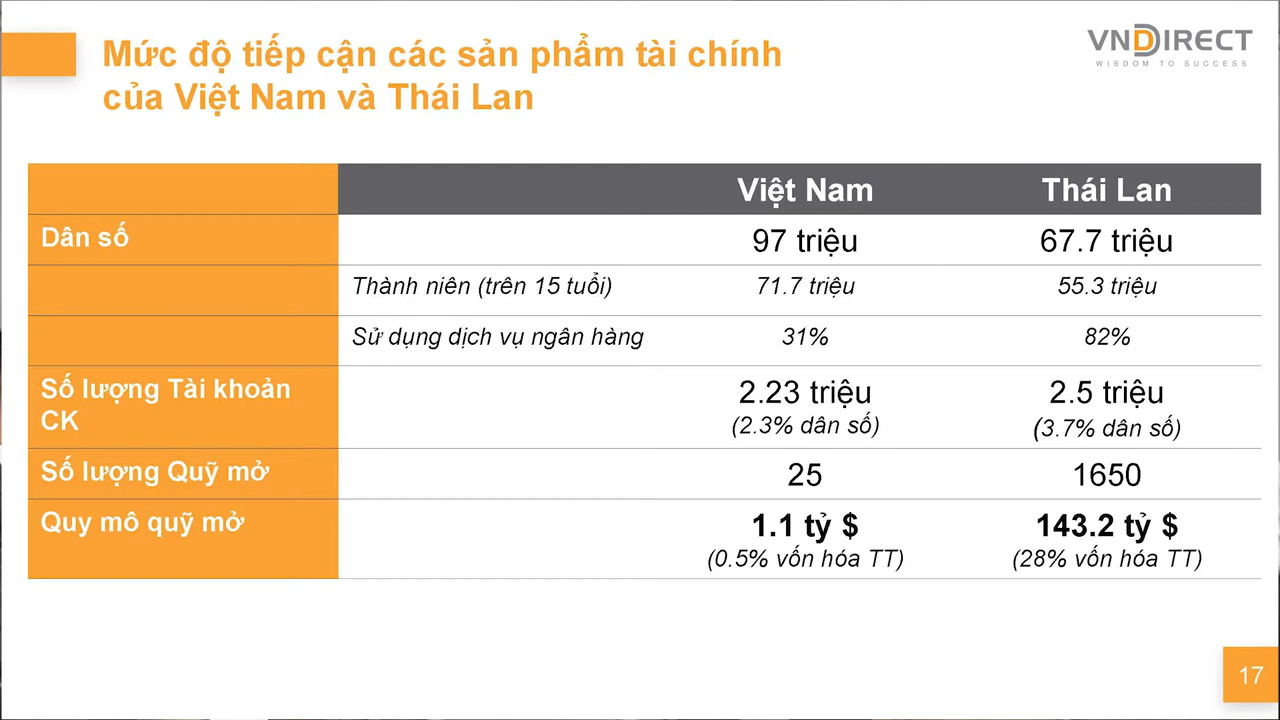 Mức độ tiếp cận các sản phẩm tài chính
của Việt Nam và Thái Lan
VNDIRECT
WISDOM TO SUCCESS
Việt Nam Thái Lan
Dân số 97 triệu 67.7 triệu
Thành niên (trên 15 tuổi) 71.7 triệu 55.3 triệu
Sử dụng dịch vụ ngân hàng 31% 82%
Số lượng Tài khoản
CK
2.23 triệu 2.5 triệu
(2.3% dân số) (3.7% dân số)
Số lượng Quỹ mở 25 1650
Quy mô quỹ mở 1.1 tỷ $ 143.2 tỷ $
(0.5% vốn hóa TT) (28% vốn hóa TT)
17